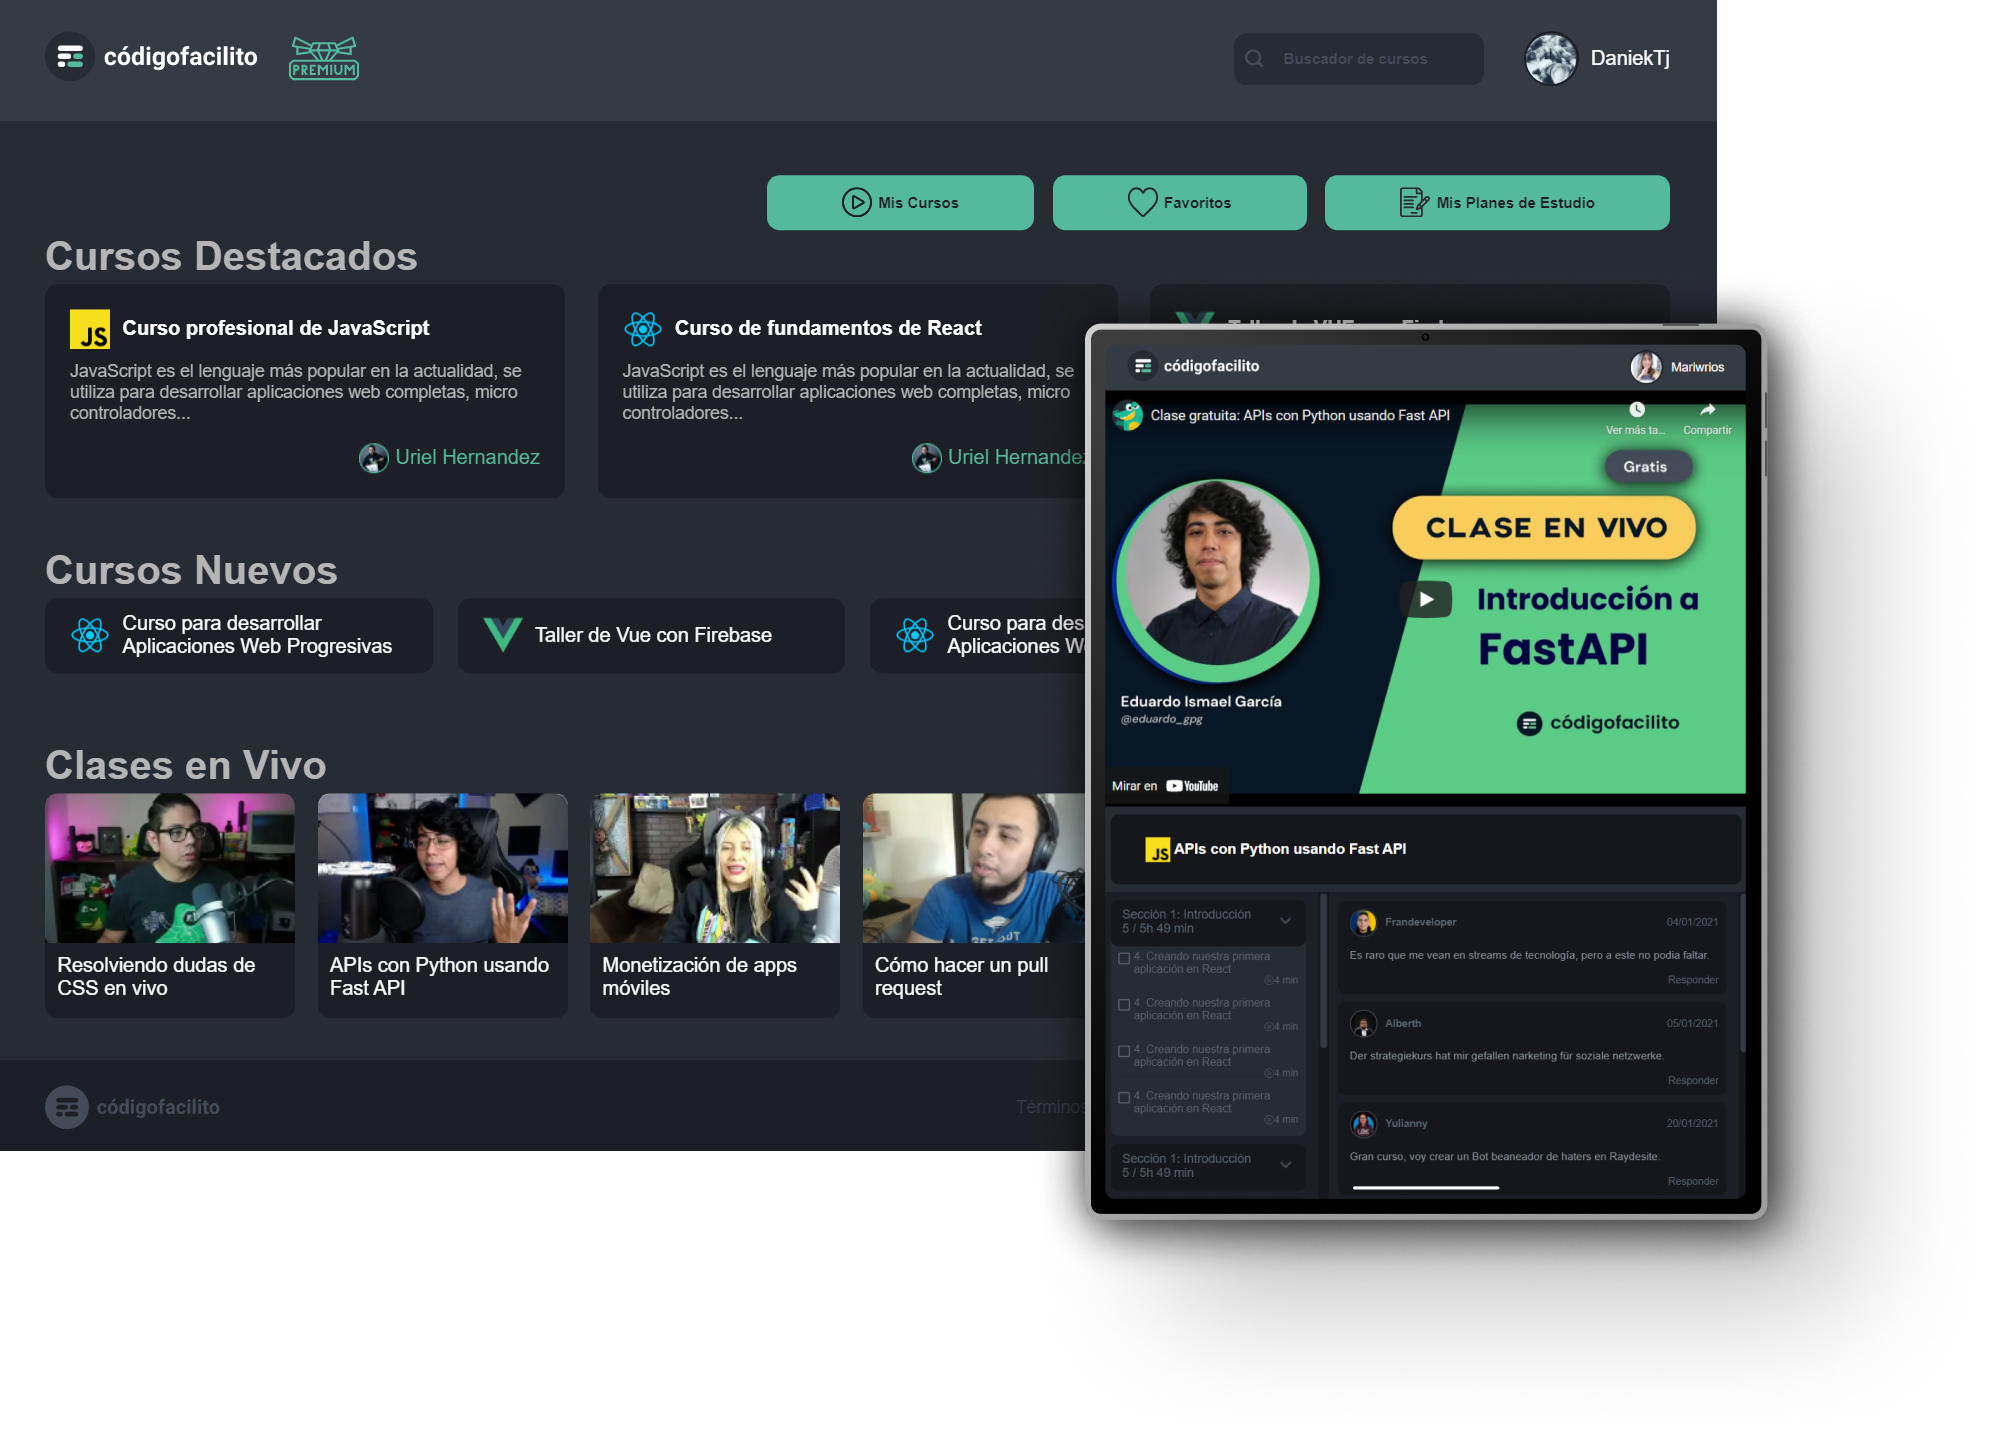 códigofacilito
PREMIUM
Buscador de cursos
DaniekTj
Mis Cursos
Favoritos
Mis Planes de Estudio
Cursos Destacados
JS
Curso profesional de JavaScript
JavaScript es el lenguaje más popular en la actualidad, se
utiliza para desarrollar aplicaciones web completas, micro
controladores...
Uriel Hernandez
Curso de fundamentos de React
JavaScript es el lenguaje más popular en la actualidad, se
utiliza para desarrollar aplicaciones web completas, micro
controladores...
Uriel Hernandez
Cursos Nuevos
Curso para desarrollar
Aplicaciones Web Progresivas
Taller de Vue con Firebase
Curso para des
Aplicaciones W
Clases en Vivo
Resolviendo dudas de
CSS en vivo
APIs con Python usando
Fast API
Monetización de apps
móviles
Cómo hacer un pull
request
códigofacilito
Términos
códigofacilito
Mariwrios
Clase gratuita: APIs con Python usando Fast API
Ver más ta...
Compartir
Gratis
CLASE EN VIVO
Introducción a
FastAPI
códigofacilito
Eduardo Ismael García
@eduardo_gpg
Mirar en YouTube
JS
APIs con Python usando Fast API
Sección 1: Introducción
5 / 5h 49 min
4. Creando nuestra primera
aplicación en React
4 min
4. Creando nuestra primera
aplicación en React
4 min
4. Creando nuestra primera
aplicación en React
4 min
4. Creando nuestra primera
aplicación en React
4 min
Sección 1: Introducción
5 / 5h 49 min
Frandeveloper
04/01/2021
Es raro que me vean en streams de tecnología, pero a este no podia faltar.
Responder
Alberth
05/01/2021
Der strategiekurs hat mir gefallen narketing für soziale netzwerke.
Responder
Yulianny
20/01/2021
Gran curso, voy crear un Bot beaneador de haters en Raydesite.
Responder